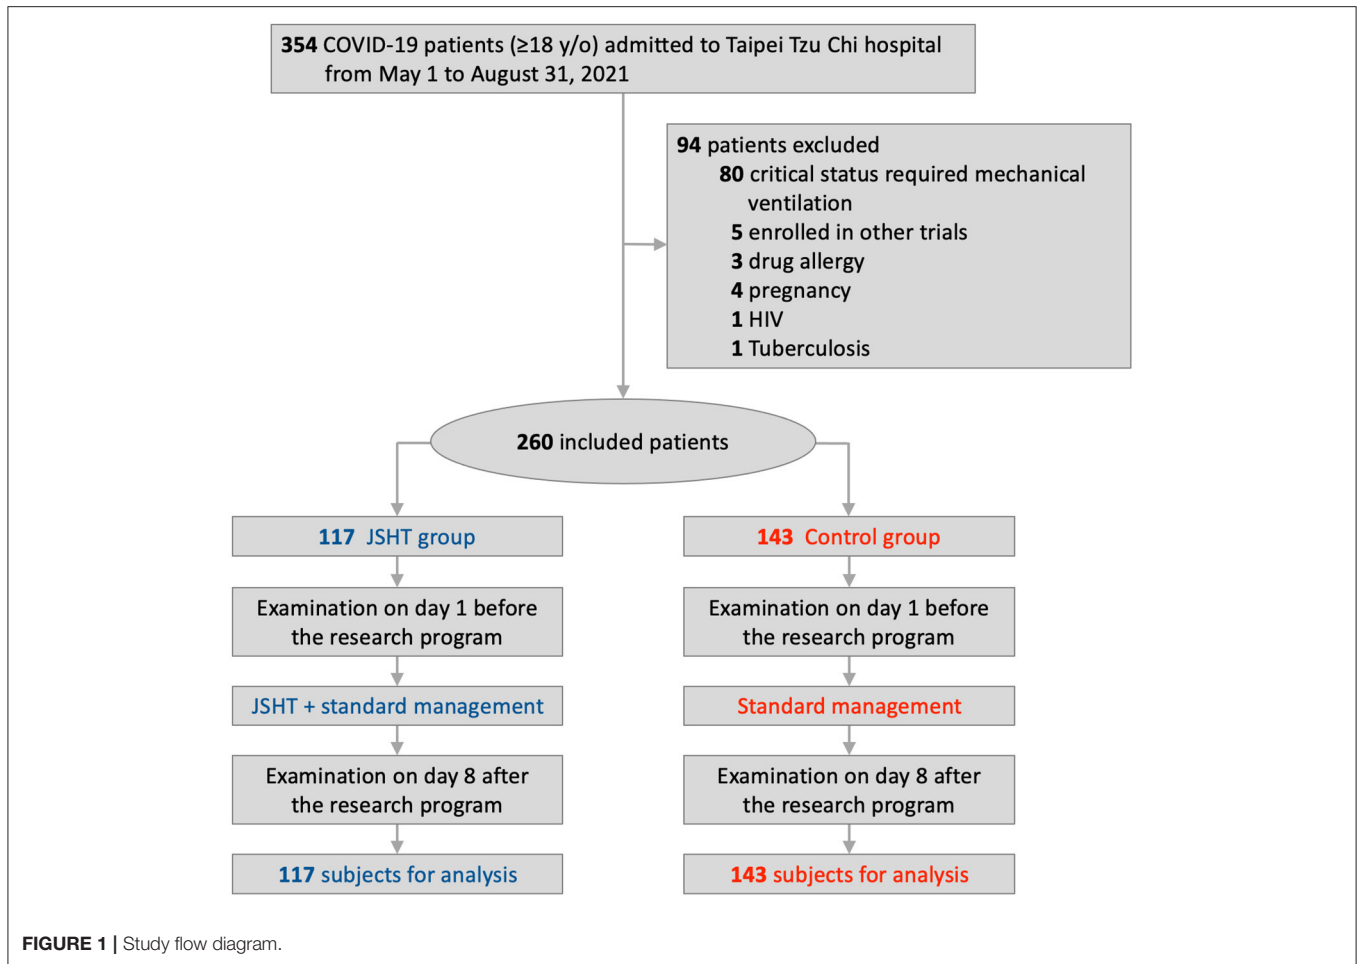 354 COVID-19 patients (≥18 y/o) admitted to Taipei Tzu Chi hospital
from May 1 to August 31, 2021
94 patients excluded
80 critical status required mechanical
ventilation
5 enrolled in other trials
3 drug allergy
4 pregnancy
1 HIV
1 Tuberculosis
260 included patients
117 JSHT group
143 Control group
Examination on day 1 before
the research program
Examination on day 1 before
the research program
JSHT + standard management
Standard management
Examination on day 8 after
the research program
Examination on day 8 after
the research program
117 subjects for analysis
143 subjects for analysis
FIGURE 1 | Study flow diagram.